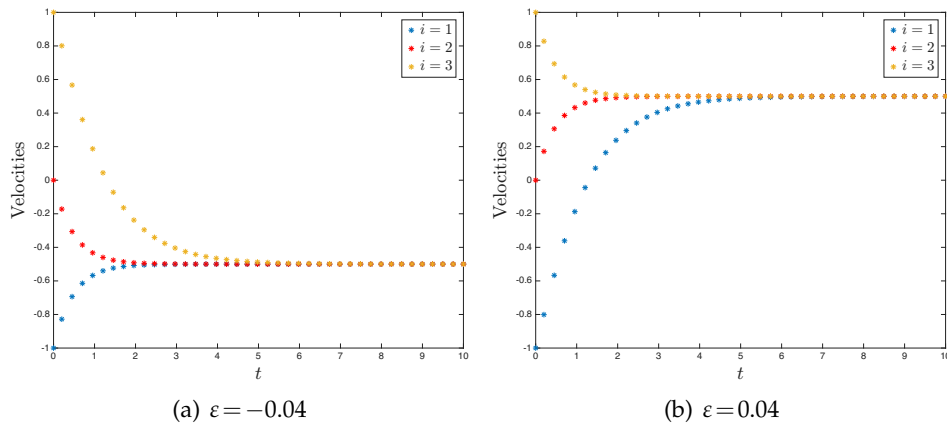 1
0.8
0.6
0.4
0.2
0
-0.2
-0.4
-0.6
-0.8
-1
Velocities
i = 1
i = 2
i = 3
0 1 2 3 4 5 6 7 8 9 10
t
(a) ε=−0.04
1
0.8
0.6
0.4
0.2
0
-0.2
-0.4
-0.6
-0.8
-1
Velocities
i = 1
i = 2
i = 3
0 1 2 3 4 5 6 7 8 9 10
t
(b) ε=0.04